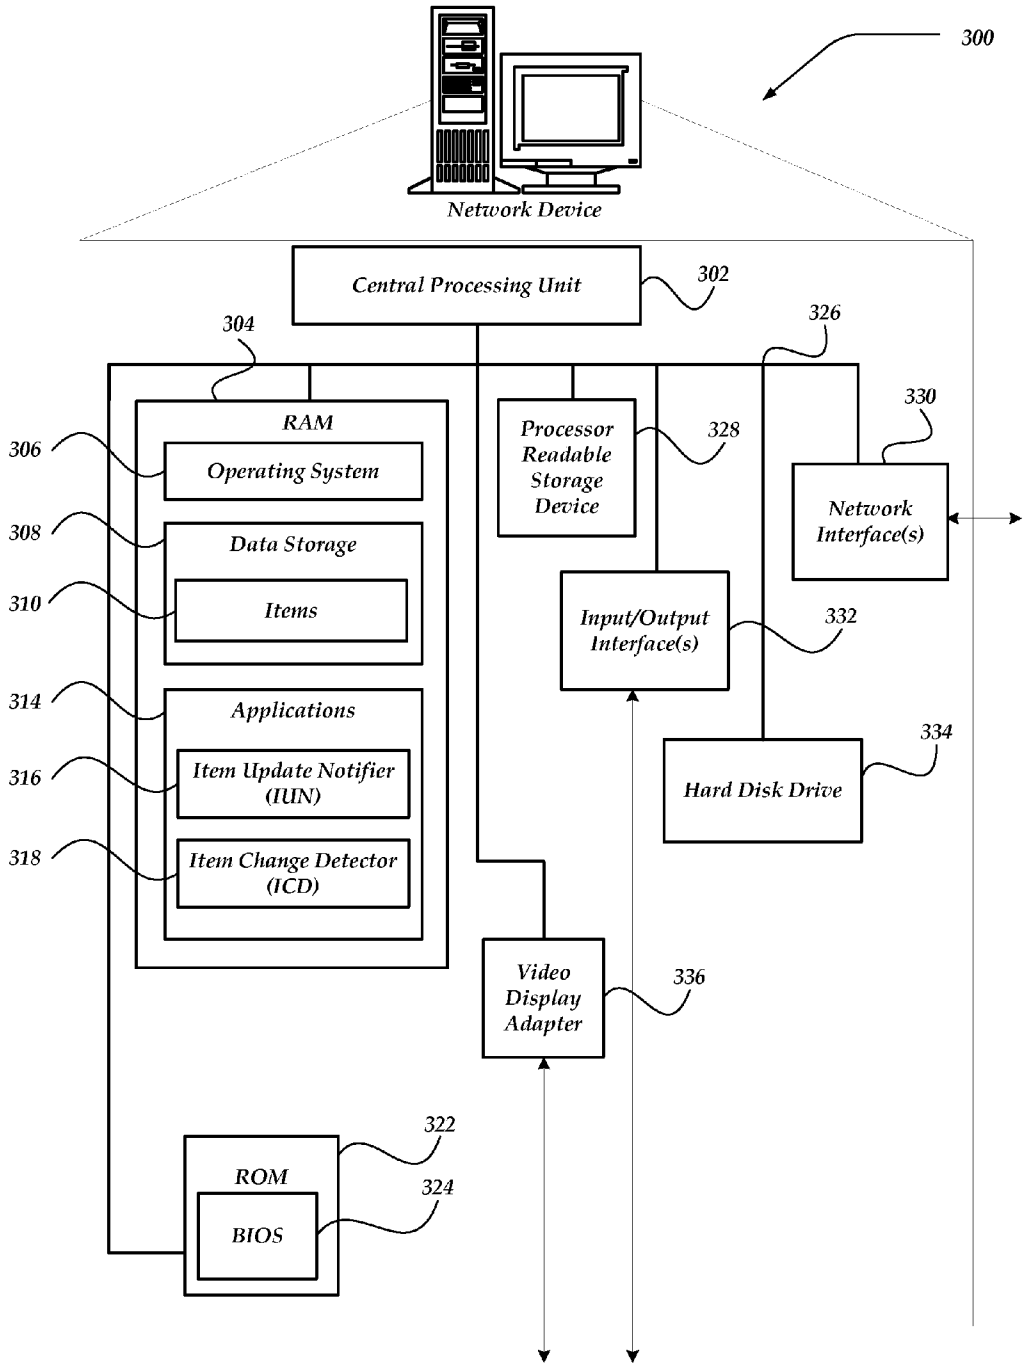 300
Network Device
Central Processing Unit
302
304
326
RAM
330
306
Operating System
Processor
Readable
Storage
Device
328
Network
Interface(s)
308
Data Storage
310
Items
Input/Output
Interface(s)
332
314
Applications
334
316
Item Update Notifier
(IUN)
Hard Disk Drive
318
Item Change Detector
(ICD)
Video
Display
Adapter
336
322
ROM
324
BIOS